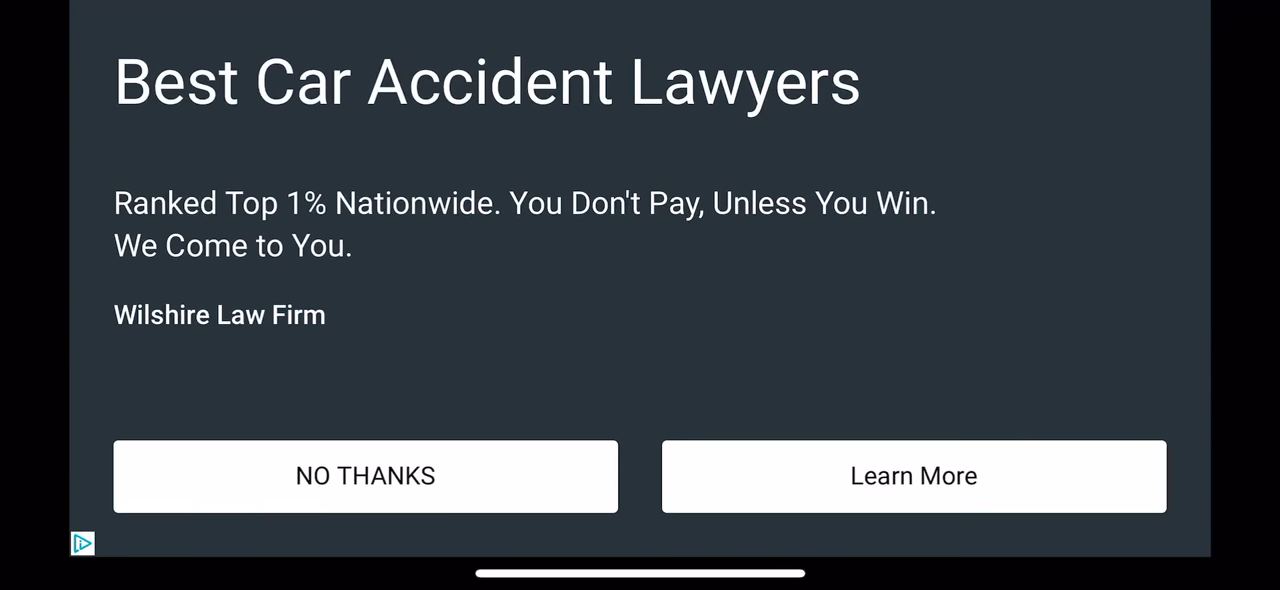 Best Car Accident Lawyers
Ranked Top 1% Nationwide. You Don't Pay, Unless You Win.
We Come to You.
Wilshire Law Firm
NO THANKS
Learn More